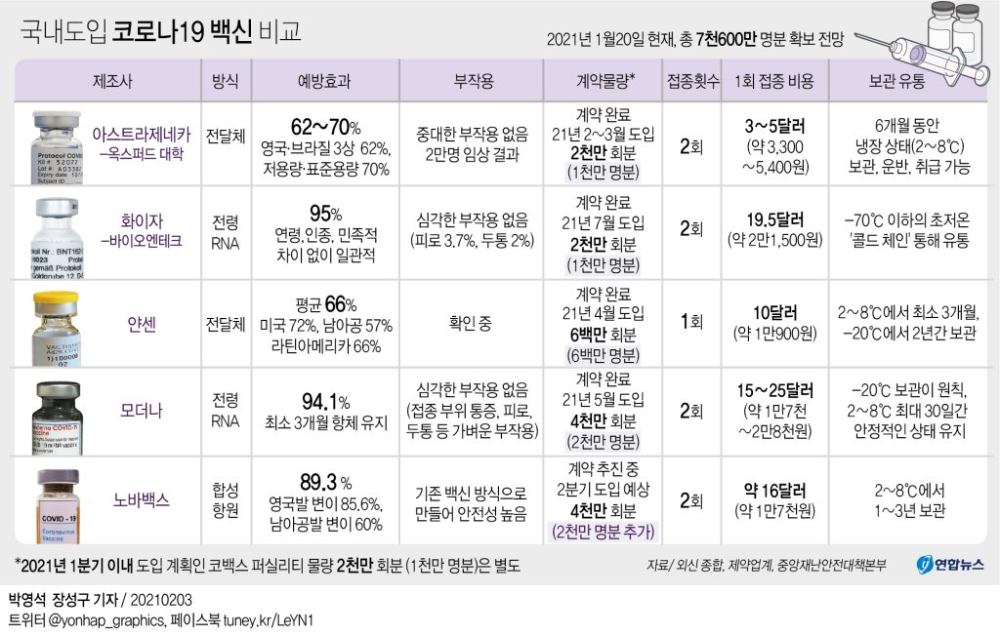 국내도입 코로나19 백신 비교
2021년 1월20일 현재, 총 7천600만 명분 확보 전망
제조사
방식
예방효과
부작용
계약물량*
접종횟수
1회 접종 비용
보관 유통
아스트라제네카
-옥스퍼드 대학
전달체
62~70%
영국·브라질 3상 62%,
저용량·표준용량 70%
중대한 부작용 없음
2만명 임상 결과
계약 완료
21년 2~3월 도입
2천만 회분
(1천만 명분)
2회
3~5달러
(약 3,300
~5,400원)
6개월 동안
냉장 상태(2~8℃)
보관, 운반, 취급 가능
Protocol COV
Kit #: 52077
Lot #: A03382
Expiry date 12/
Subject ID
화이자
-바이오엔테크
전령
RNA
95%
연령, 인종, 민족적
차이 없이 일관적
심각한 부작용 없음
(피로 3.7%, 두통 2%)
계약 완료
21년 7월 도입
2천만 회분
(1천만 명분)
2회
19.5달러
(약 2만1,500원)
-70℃ 이하의 초저온
'콜드 체인' 통해 유통
Nr.: BNT162
10023 Prot
gemäß Protokoll
얀센
전달체
평균 66%
미국 72%, 남아공 57%
라틴아메리카 66%
확인 중
계약 완료
21년 4월 도입
6백만 회분
(6백만 명분)
1회
10달러
(약 1만900원)
2~8℃에서 최소 3개월,
-20℃에서 2년간 보관
02
모더나
전령
RNA
94.1%
최소 3개월 항체 유지
심각한 부작용 없음
(접종 부위 통증, 피로,
두통 등 가벼운 부작용)
계약 완료
21년 5월 도입
4천만 회분
(2천만 명분)
2회
15~25달러
(약 1만7천
~2만8천원)
-20℃ 보관이 원칙,
2~8℃ 최대 30일간
안정적인 상태 유지
COVID-19
Vaccine
노바백스
합성
항원
89.3 %
영국발 변이 85.6%,
남아공발 변이 60%
기존 백신 방식으로
만들어 안전성 높음
계약 추진 중
2분기 도입 예상
4천만 회분
(2천만 명분 추가)
2회
약 16달러
(약 1만7천원)
2~8℃에서
1~3년 보관
COVID - 19
Coronavirus
Vaccine
*2021년 1분기 이내 도입 계획인 코백스 퍼실리티 물량 2천만 회분 (1천만 명분)은 별도
자료/ 외신 종합, 제약업계, 중앙재난안전대책본부
연합뉴스
박영석 장성구 기자 / 20210203
트위터 @yonhap_graphics, 페이스북 tuney.kr/LeYN1